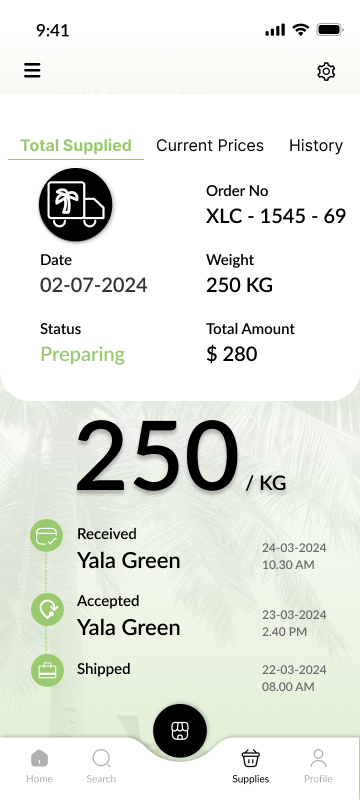 9:41
Total Supplied Current Prices History
Order No
XLC - 1545 - 69
Date Weight
02-07-2024 250 KG
Status Total Amount
Preparing $ 280
250 / KG
Received
Yala Green
24-03-2024
10.30 AM
Accepted
Yala Green
23-03-2024
2.40 PM
Shipped
22-03-2024
08.00 AM
Home Search Supplies Profile